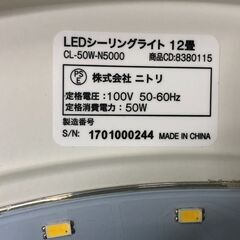 LEDシーリングライト 12畳
CL-50W-N5000 商品CD:8380115
PSE 株式会社 ニトリ
定格電圧:100V 50-60Hz
定格消費電力:50W
製造番号
S/N: 1701000244 MADE IN CHINA